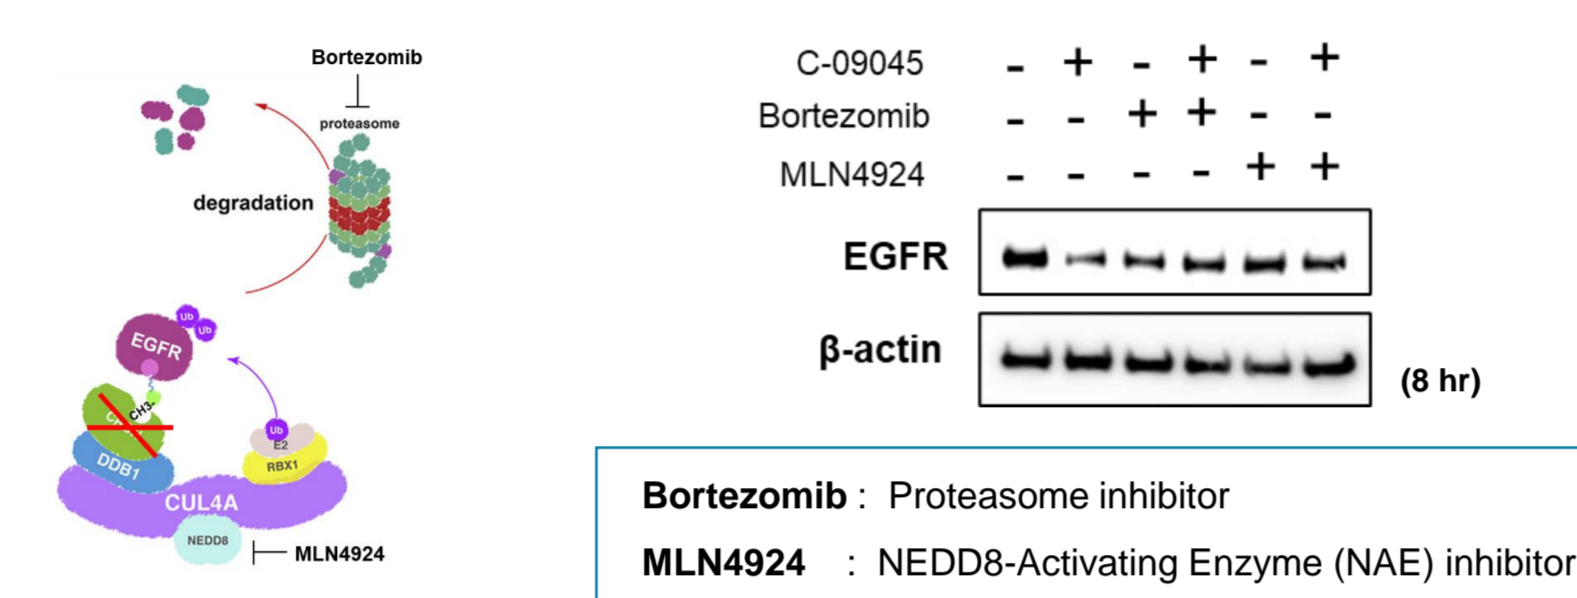 Bortezomib
proteasome
degradation
Ub
Ub
EGFR
CH3-
DDB1
CUL4A
NEDD8
Ub
E2
RBX1
MLN4924
C-09045 - + - + - +
Bortezomib - - + + - -
MLN4924 - - - - + +
EGFR
β-actin
(8 hr)
Bortezomib : Proteasome inhibitor
MLN4924 : NEDD8-Activating Enzyme (NAE) inhibitor